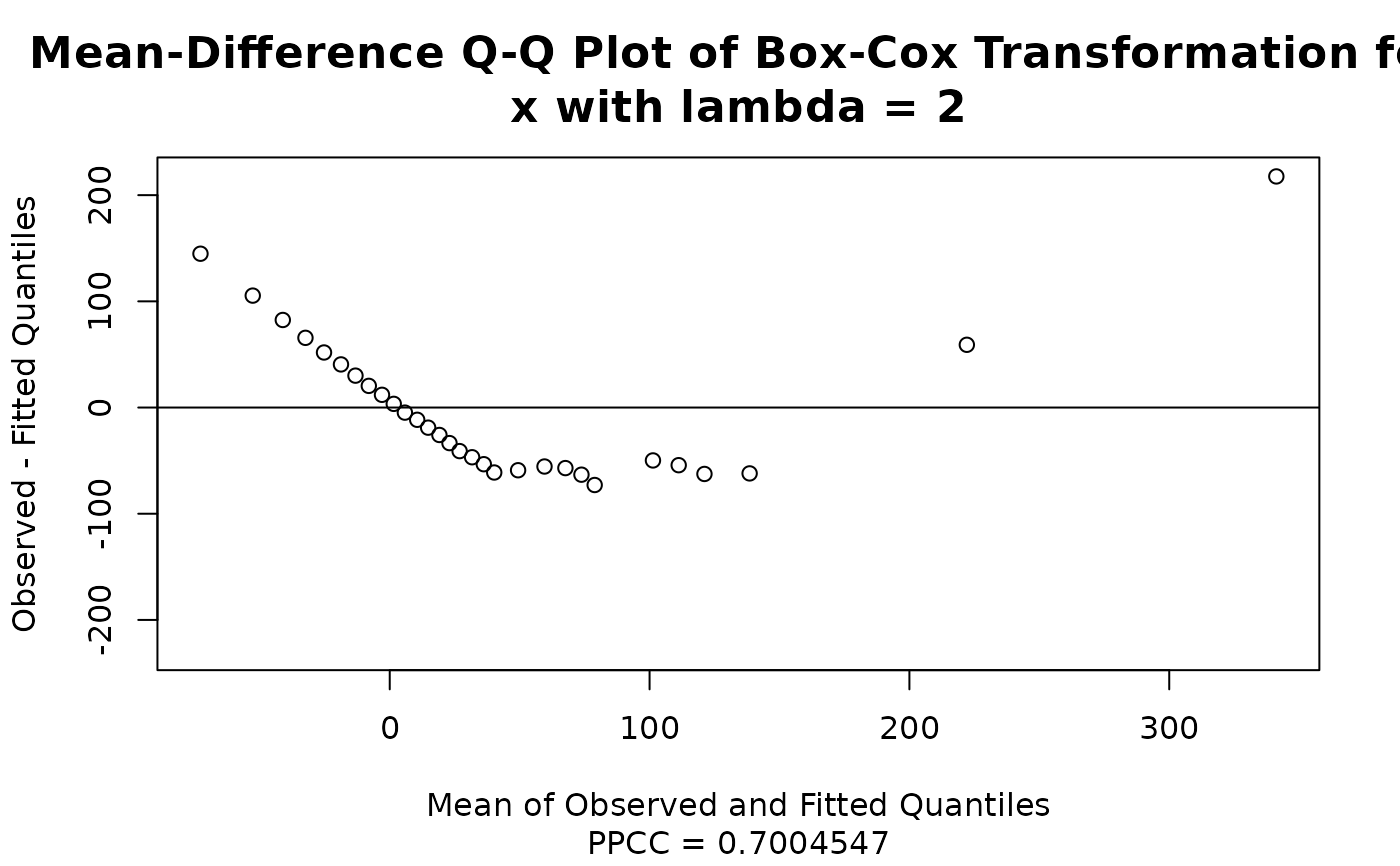 Mean-Difference Q-Q Plot of Box-Cox Transformation
x with lambda = 2
Observed - Fitted Quantiles
200
100
0
-100
-200
0 100 200 300
Mean of Observed and Fitted Quantiles
PPCC = 0.7004547